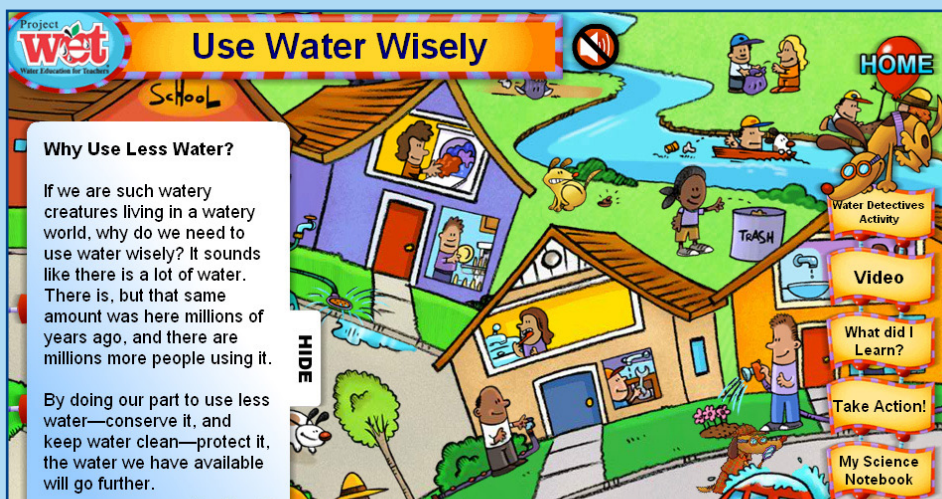 Project
WET
Water Education for Teachers
Use Water Wisely
HOME
SCHOOL
Why Use Less Water?
If we are such watery
creatures living in a watery
world, why do we need to
use water wisely? It sounds
like there is a lot of water.
There is, but that same
amount was here millions of
years ago, and there are
millions more people using it.
By doing our part to use less
water—conserve it, and
keep water clean—protect it,
the water we have available
will go further.
HIDE
TRASH
Water Detectives
Activity
Video
What did I
Learn?
Take Action!
My Science
Notebook